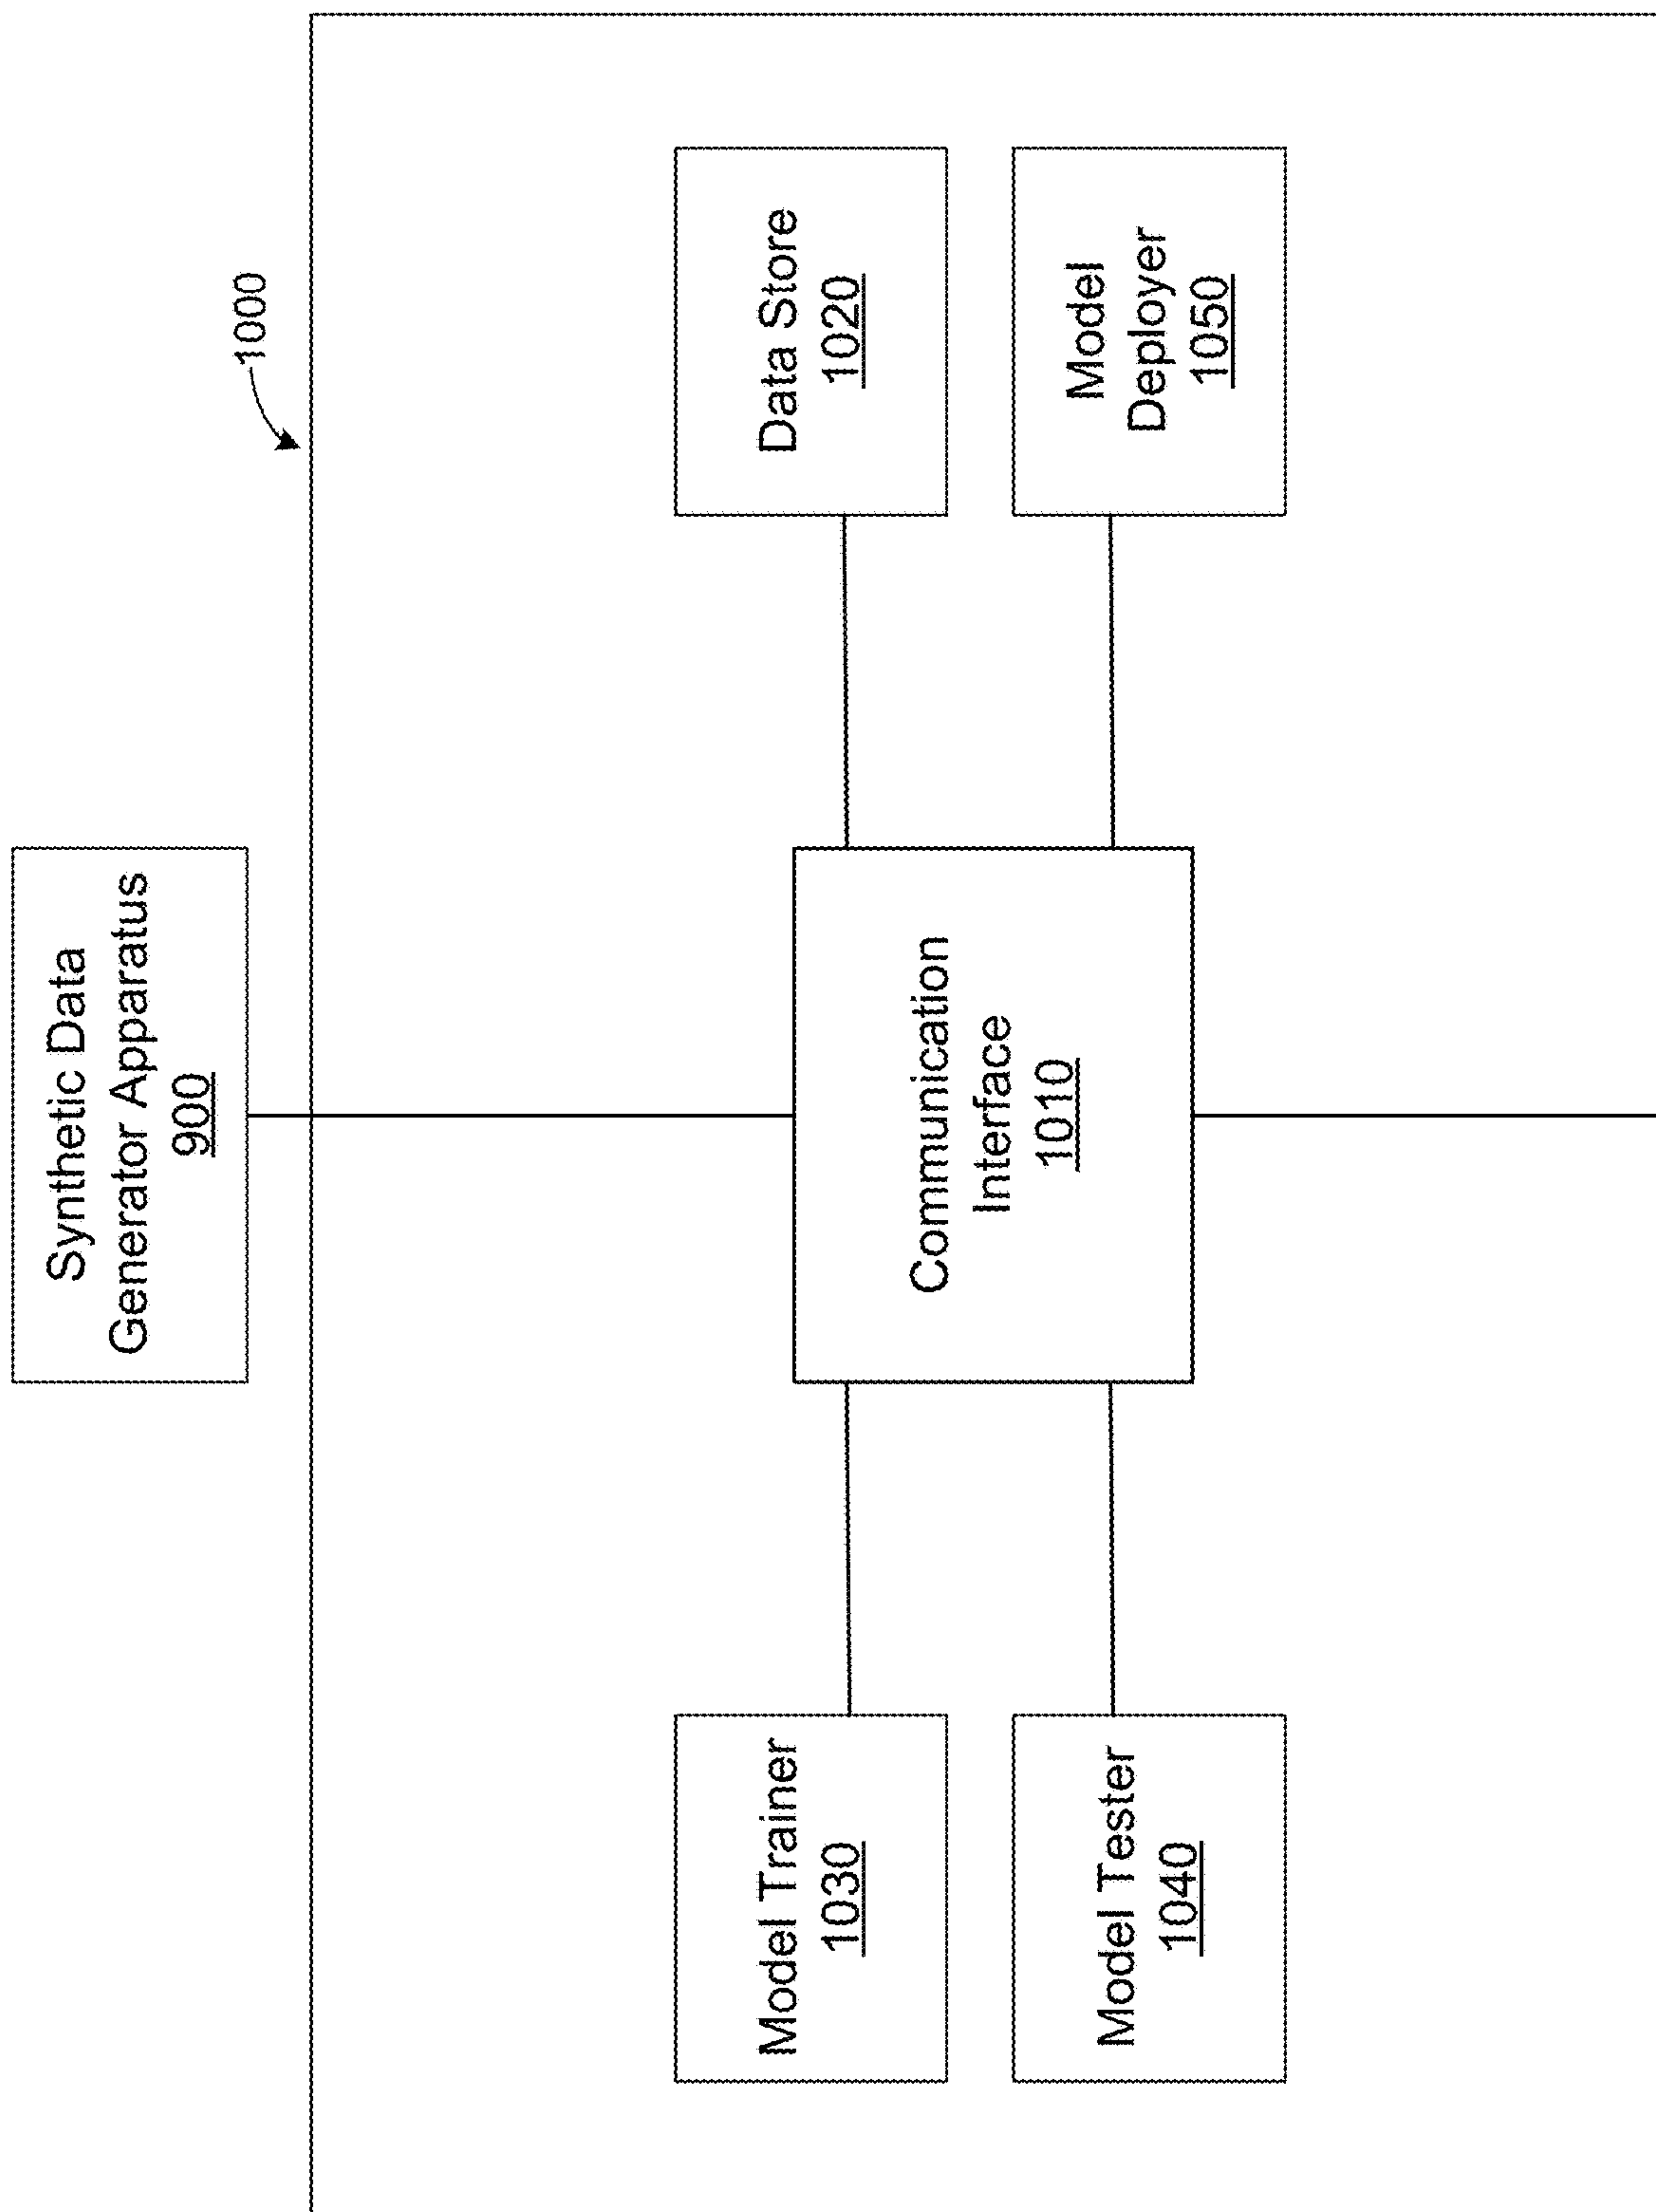 Synthetic Data
Generator Apparatus
900
1000
Model Trainer
1030
Data Store
1020
Communication
Interface
1010
Model Tester
1040
Model
Deployer
1050